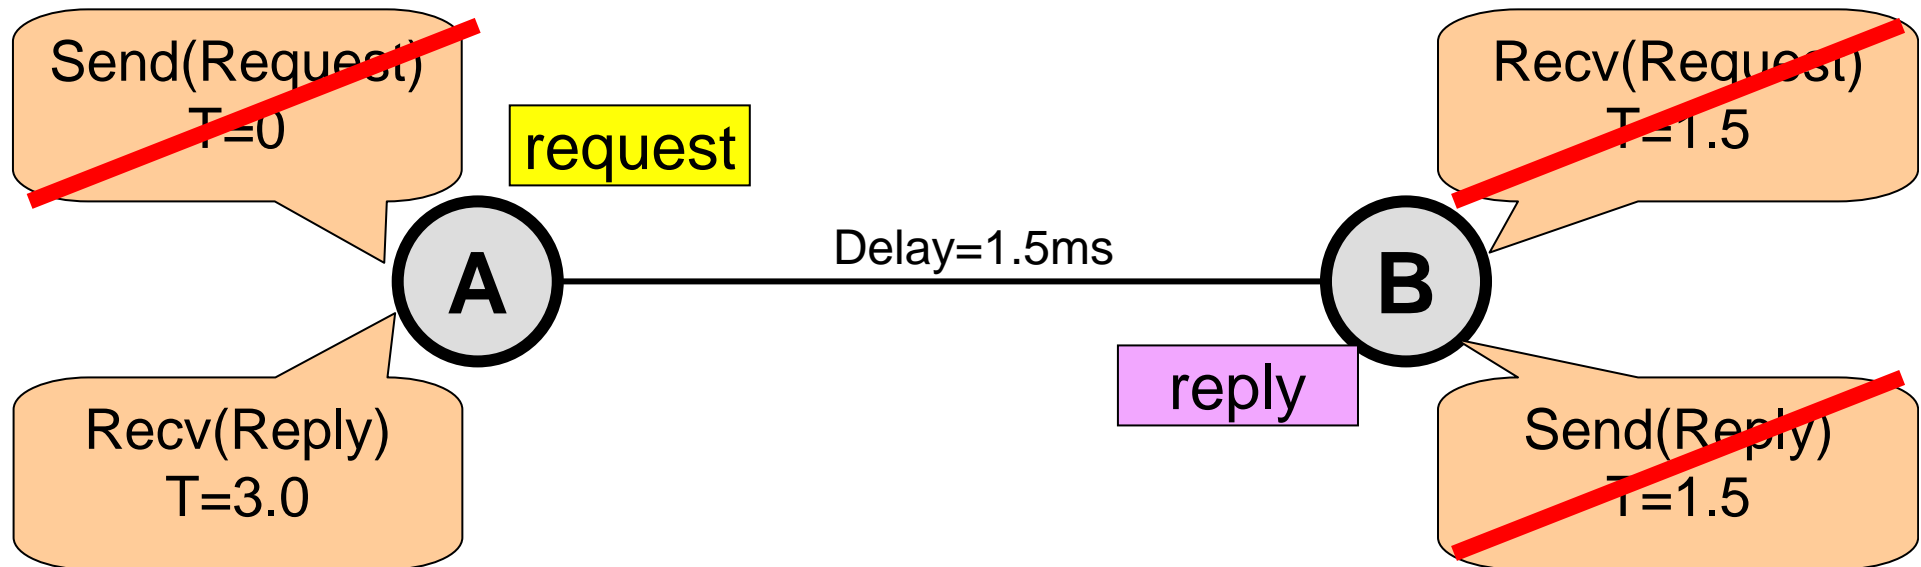 Send(Request)
T=0
request
Recv(Request)
T=1.5
A
Delay=1.5ms
B
Recv(Reply)
T=3.0
reply
Send(Reply)
T=1.5